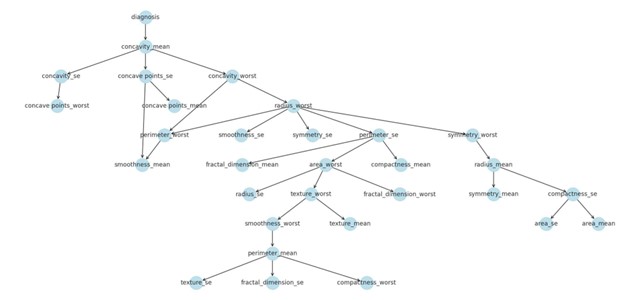 diagnosis
concavity_mean
concavity_se
concave points_se
concavity_worst
concave points_worst
concave points_mean
radius_worst
perimeter_worst
smoothness_se
symmetry_se
perimeter_se
symmetry_worst
smoothness_mean
fractal_dimension_mean
area_worst
compactness_mean
radius_mean
radius_se
texture_worst
fractal_dimension_worst
symmetry_mean
compactness_se
smoothness_worst
texture_mean
area_se
area_mean
perimeter_mean
texture_se
fractal_dimension_se
compactness_worst